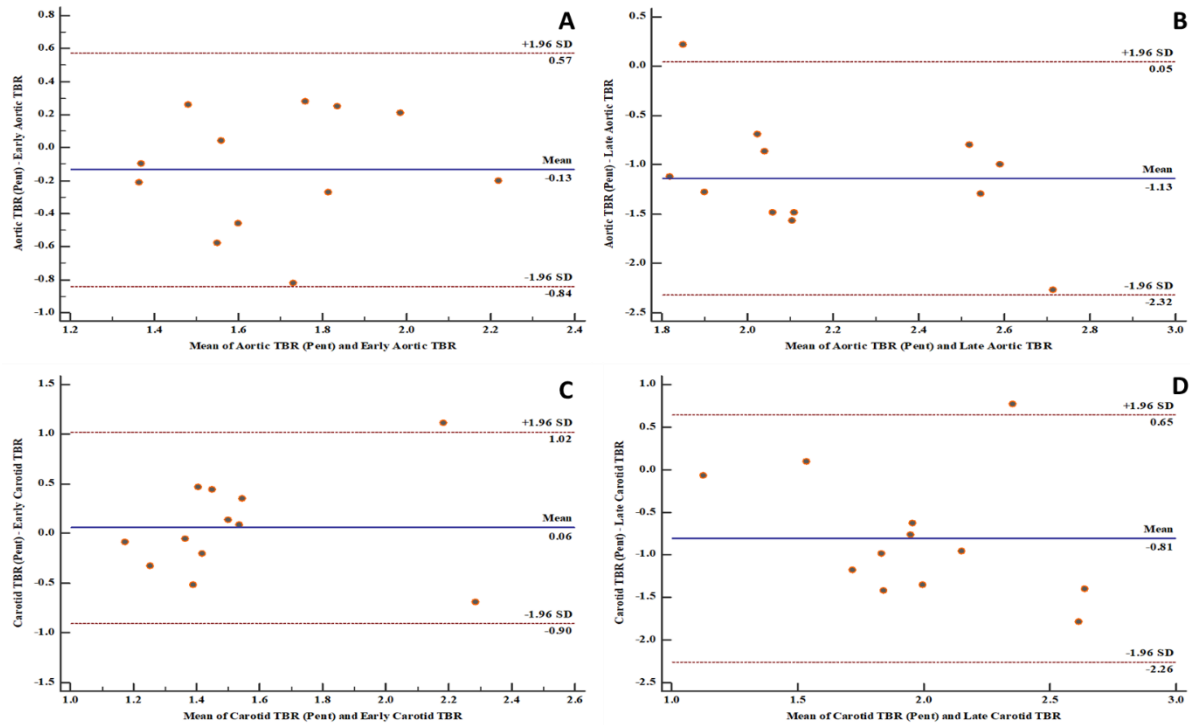 A
Aortic TBR (Pent) - Early Aortic TBR
0.8
0.6
0.4
0.2
0.0
-0.2
-0.4
-0.6
-0.8
-1.0
+1.96 SD
0.57
Mean
-0.13
-1.96 SD
-0.84
1.2 1.4 1.6 1.8 2.0 2.2 2.4
Mean of Aortic TBR (Pent) and Early Aortic TBR
B
Aortic TBR (Pent) - Late Aortic TBR
0.5
0.0
-0.5
-1.0
-1.5
-2.0
-2.5
+1.96 SD
0.05
Mean
-1.13
-1.96 SD
-2.32
1.8 2.0 2.2 2.4 2.6 2.8 3.0
Mean of Aortic TBR (Pent) and Late Aortic TBR
C
Carotid TBR (Pent) - Early Carotid TBR
1.5
1.0
0.5
0.0
-0.5
-1.0
-1.5
+1.96 SD
1.02
Mean
0.06
-1.96 SD
-0.90
1.0 1.2 1.4 1.6 1.8 2.0 2.2 2.4 2.6
Mean of Carotid TBR (Pent) and Early Carotid TBR
D
Carotid TBR (Pent) - Late Carotid TBR
1.0
0.5
0.0
-0.5
-1.0
-1.5
-2.0
-2.5
+1.96 SD
0.65
Mean
-0.81
-1.96 SD
-2.26
1.0 1.5 2.0 2.5 3.0
Mean of Carotid TBR (Pent) and Late Carotid TBR